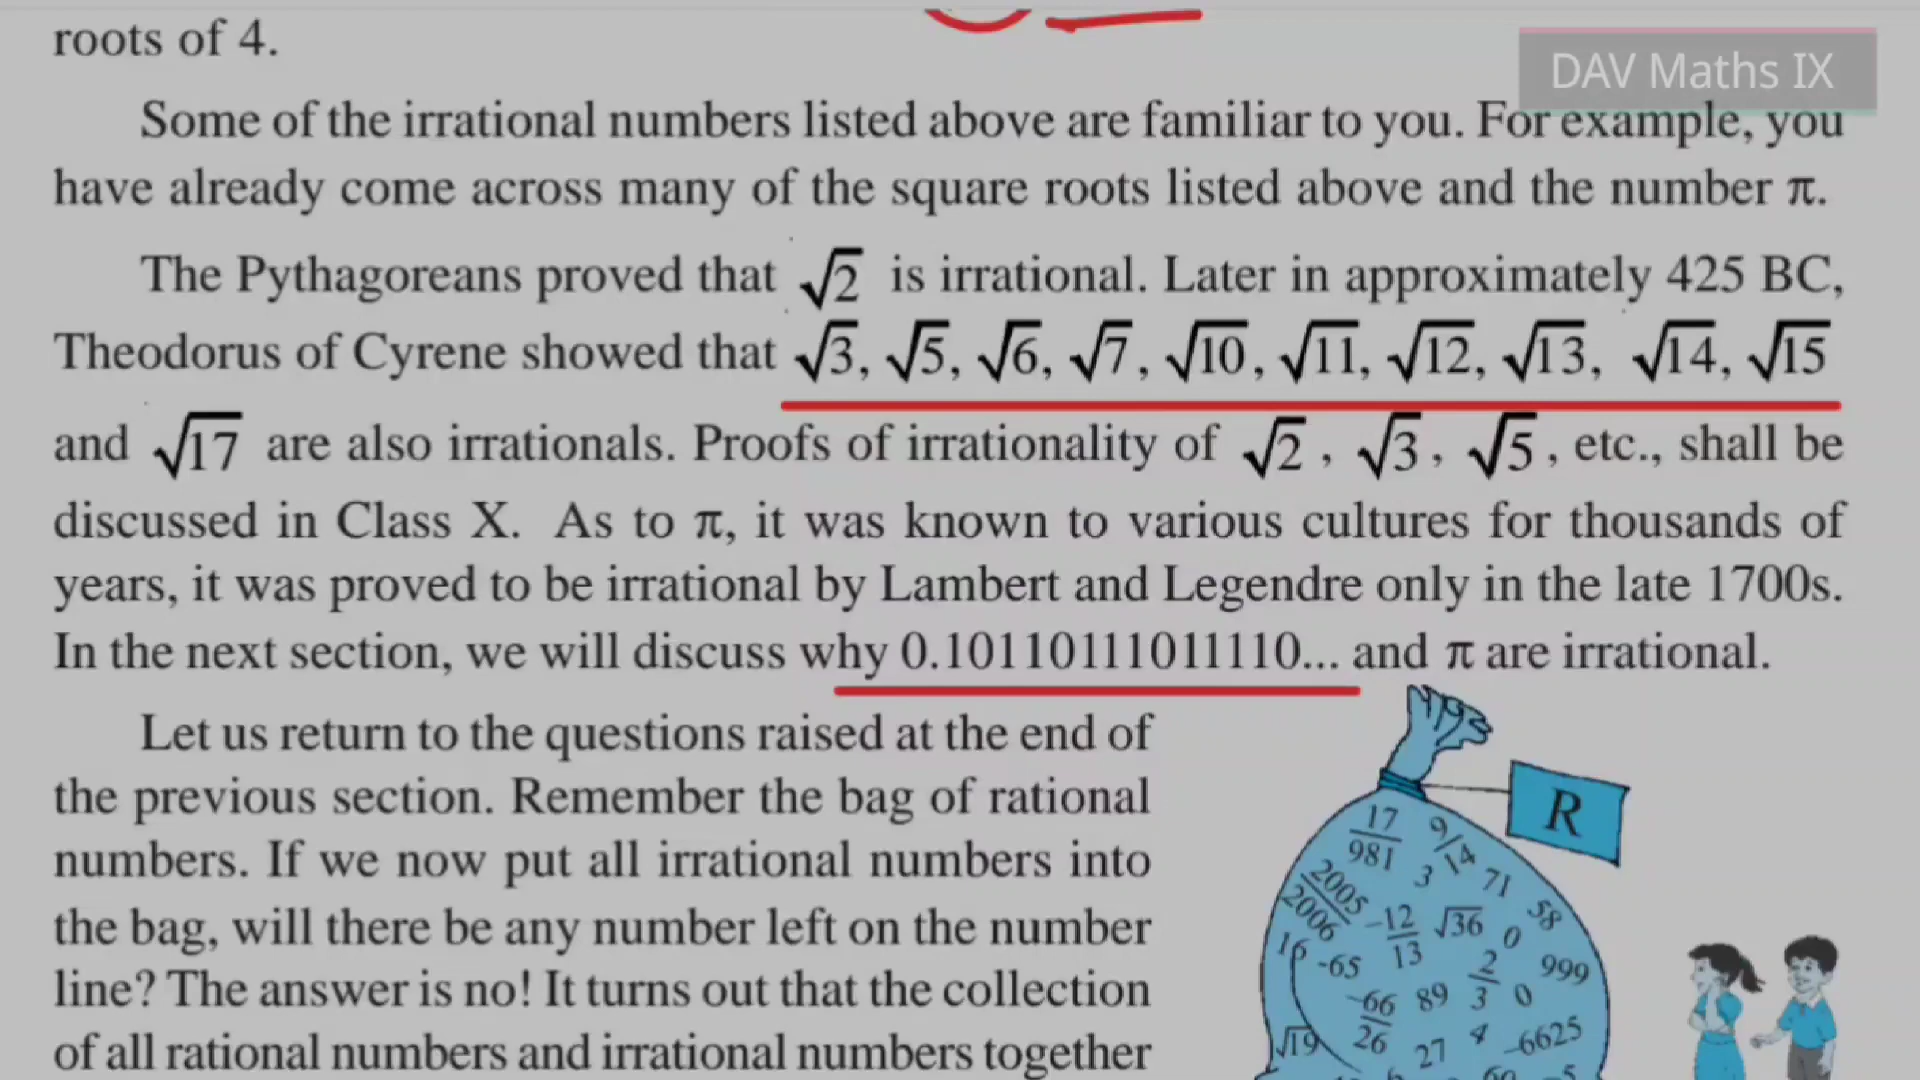 roots of 4.
DAV Maths IX
Some of the irrational numbers listed above are familiar to you. For example, you
have already come across many of the square roots listed above and the number π.
The Pythagoreans proved that √2 is irrational. Later in approximately 425 BC,
Theodorus of Cyrene showed that √3, √5, √6, √7, √10, √11, √12, √13, √14, √15
and √17 are also irrationals. Proofs of irrationality of √2, √3, √5, etc., shall be
discussed in Class X. As to π, it was known to various cultures for thousands of
years, it was proved to be irrational by Lambert and Legendre only in the late 1700s.
In the next section, we will discuss why 0.10110111011110... and π are irrational.
Let us return to the questions raised at the end of
the previous section. Remember the bag of rational
numbers. If we now put all irrational numbers into
the bag, will there be any number left on the number
line? The answer is no! It turns out that the collection
of all rational numbers and irrational numbers together
R
17/981 9/14
2005/2006 3 71
-12/13 √36 58
16 -65 0 999
-66/26 89 2/3 0
√19 27 4 -6625